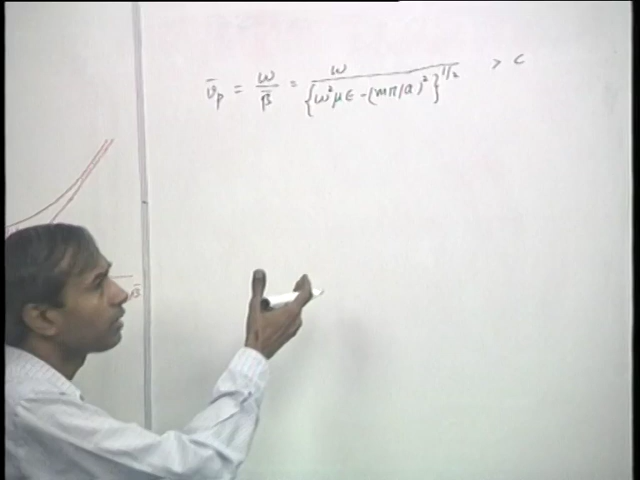 v̄p = ω/β̄ = ω/{ω²με - (mπ/a)²}^1/2 > c
β̄